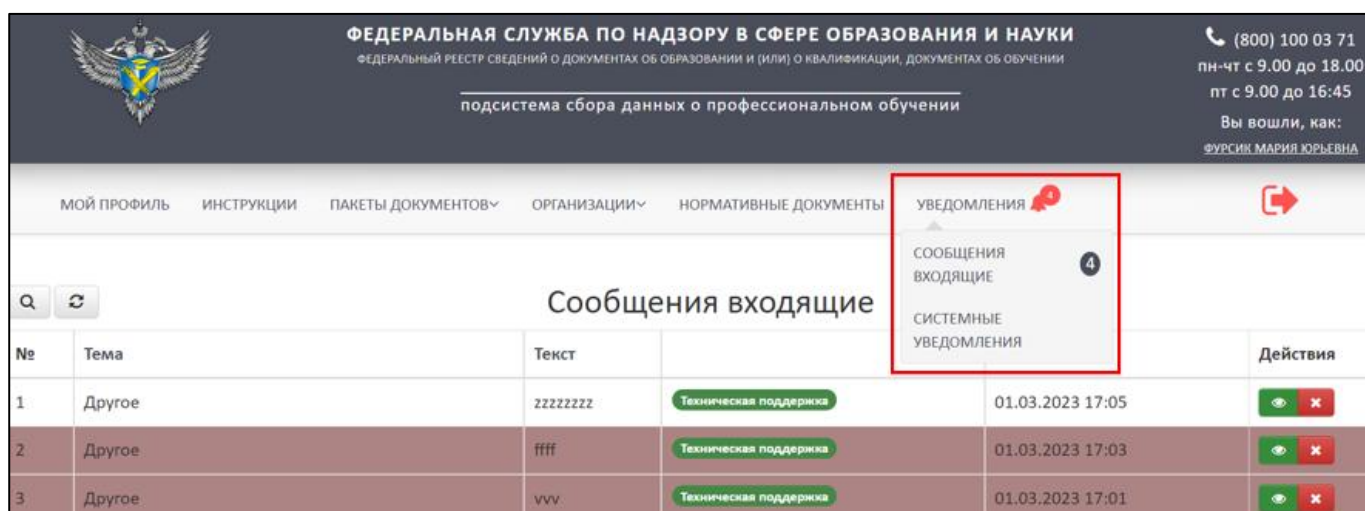 ФЕДЕРАЛЬНАЯ СЛУЖБА ПО НАДЗОРУ В СФЕРЕ ОБРАЗОВАНИЯ И НАУКИ
ФЕДЕРАЛЬНЫЙ РЕЕСТР СВЕДЕНИЙ О ДОКУМЕНТАХ ОБ ОБРАЗОВАНИИ И (ИЛИ) О КВАЛИФИКАЦИИ, ДОКУМЕНТАХ ОБ ОБУЧЕНИИ
подсистема сбора данных о профессиональном обучении
(800) 100 03 71
пн-чт с 9.00 до 18.00
пт с 9.00 до 16:45
Вы вошли, как:
ФУРСИК МАРИЯ ЮРЬЕВНА
МОЙ ПРОФИЛЬ ИНСТРУКЦИИ ПАКЕТЫ ДОКУМЕНТОВ ОРГАНИЗАЦИИ НОРМАТИВНЫЕ ДОКУМЕНТЫ УВЕДОМЛЕНИЯ 4
СООБЩЕНИЯ
ВХОДЯЩИЕ 4
СИСТЕМНЫЕ
УВЕДОМЛЕНИЯ
Сообщения входящие
№ Тема Текст Действия
1 Другое zzzzzzzz Техническая поддержка 01.03.2023 17:05
2 Другое ffff Техническая поддержка 01.03.2023 17:03
3 Другое vvv Техническая поддержка 01.03.2023 17:01